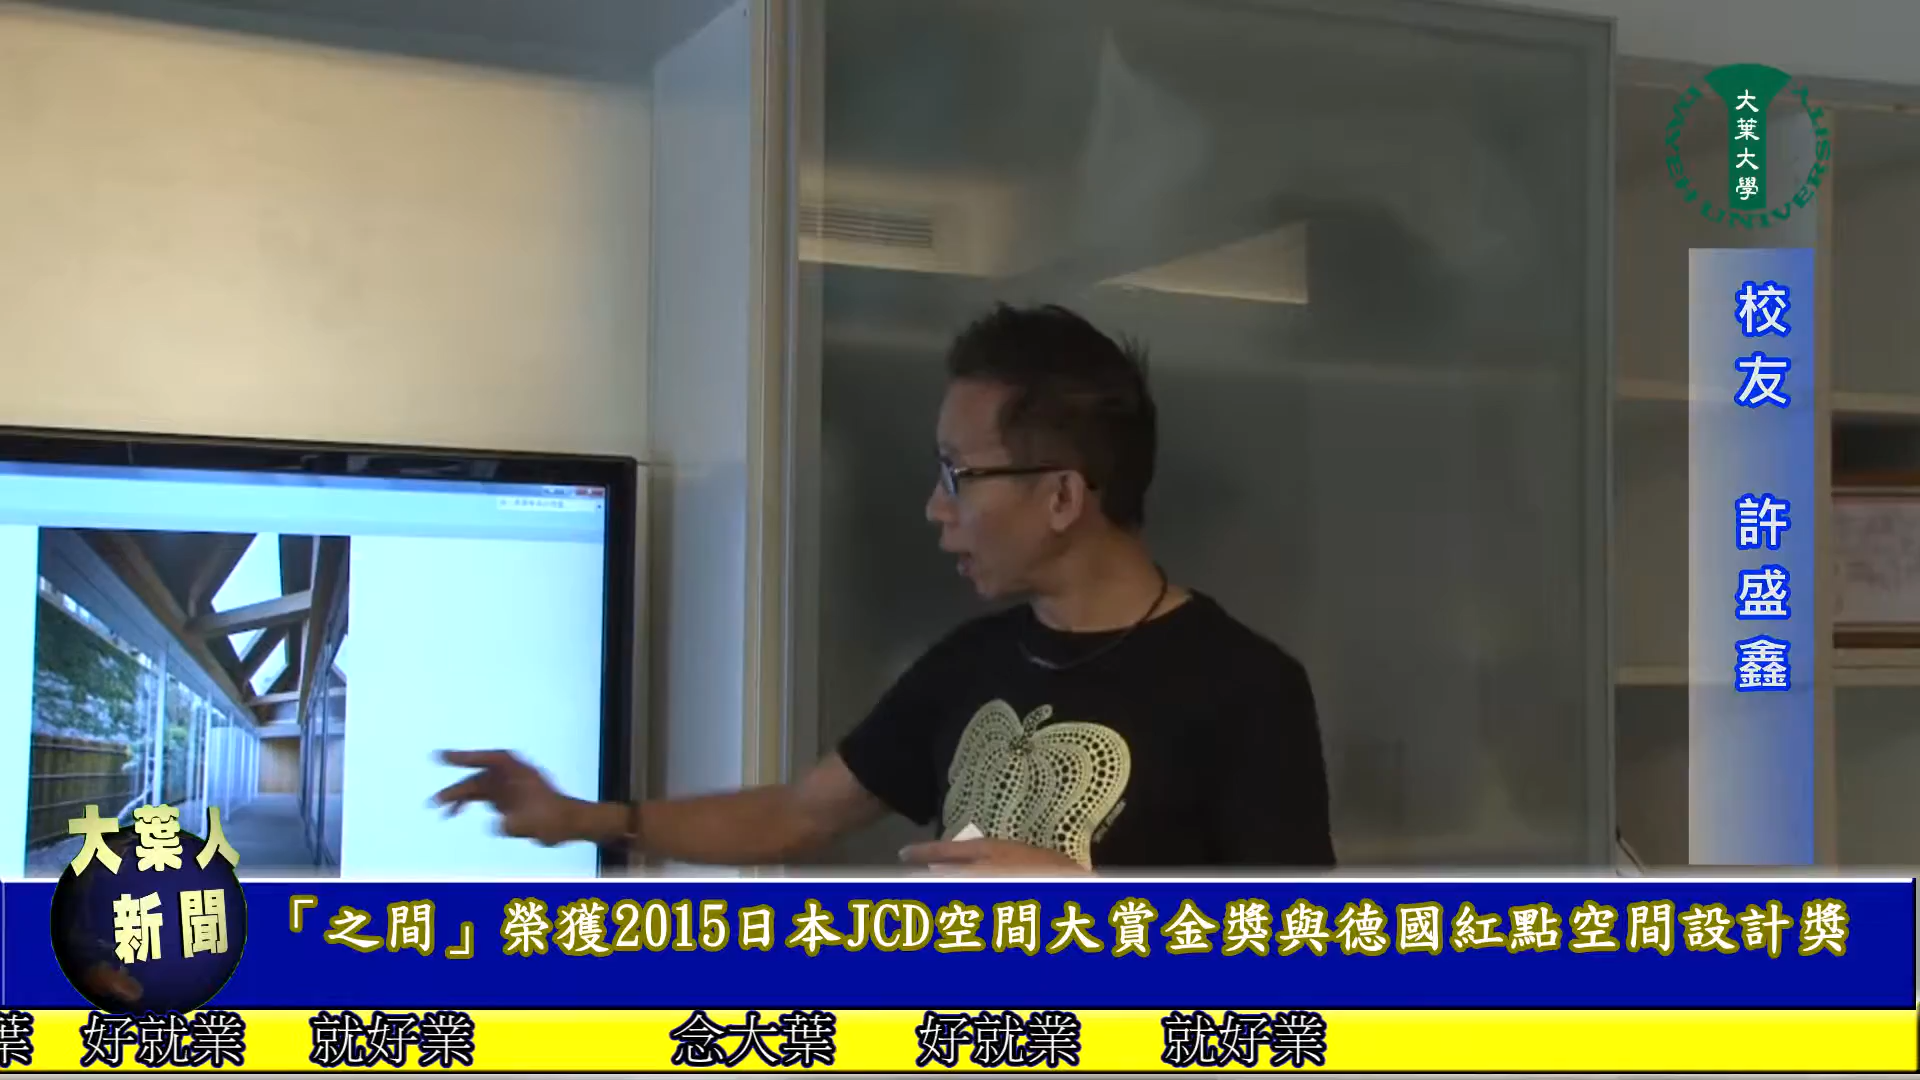 大葉大學
DAYEH UNIVERSITY
校友 許盛鑫
大葉人
新聞
「之間」榮獲2015日本JCD空間大賞金獎與德國紅點空間設計獎
葉 好就業 就好業 念大葉 好就業 就好業